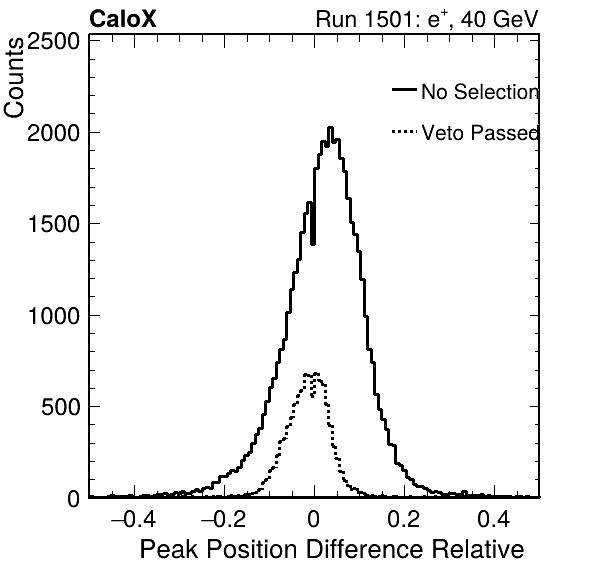 CaloX Run 1501: e⁺, 40 GeV
Counts
2500
2000
1500
1000
500
0
No Selection
Veto Passed
−0.4 −0.2 0 0.2 0.4
Peak Position Difference Relative